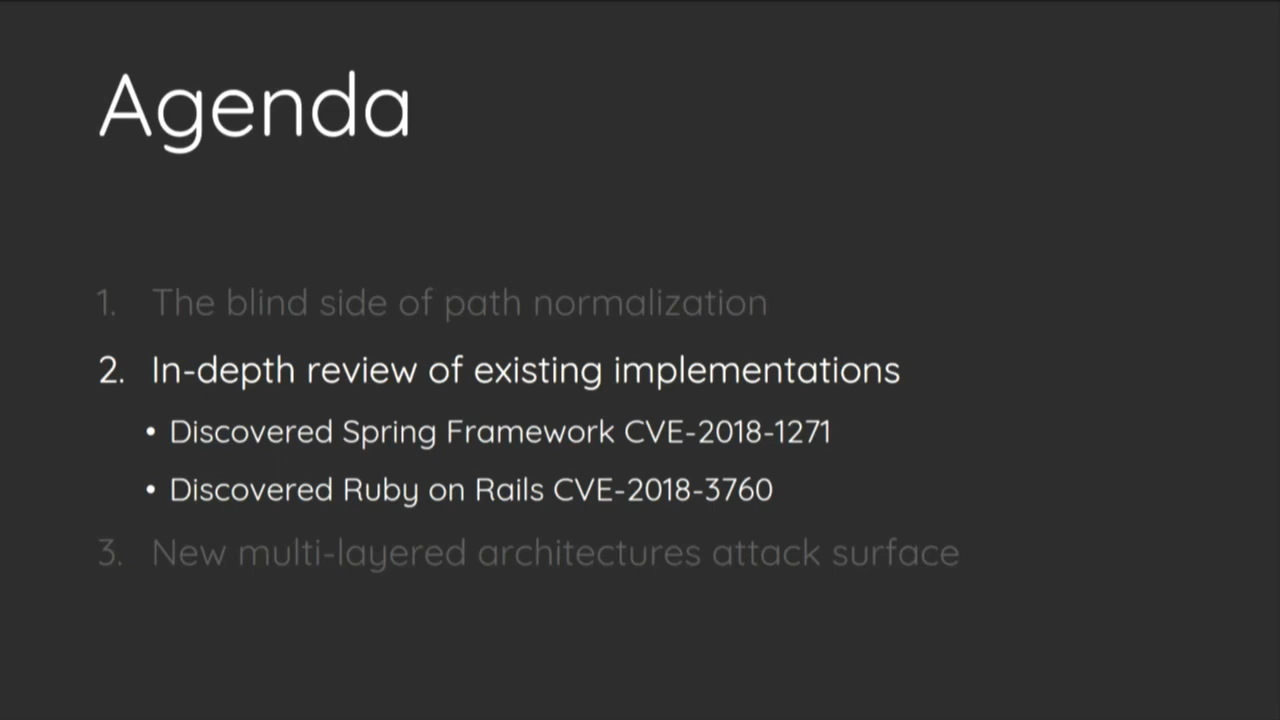 Agenda
1. The blind side of path normalization
2. In-depth review of existing implementations
• Discovered Spring Framework CVE-2018-1271
• Discovered Ruby on Rails CVE-2018-3760
3. New multi-layered architectures attack surface